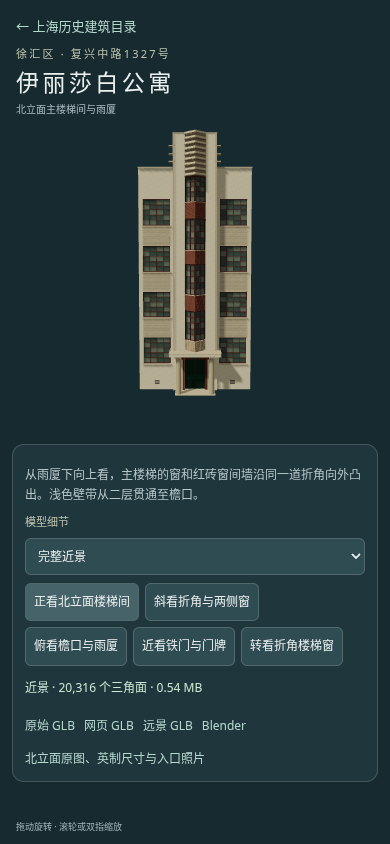 ← 上海历史建筑目录
徐汇区 · 复兴中路1327号
伊丽莎白公寓
北立面主楼梯间与雨厦
从雨厦下向上看，主楼梯的窗和红砖窗间墙沿同一道折角向外凸
出。浅色壁带从二层贯通至檐口。
模型细节
完整近景
正看北立面楼梯间 斜看折角与两侧窗
俯看檐口与雨厦 近看铁门与门牌 转看折角楼梯窗
近景 · 20,316 个三角面 · 0.54 MB
原始 GLB 网页 GLB 远景 GLB Blender
北立面原图、英制尺寸与入口照片
拖动旋转 · 滚轮或双指缩放